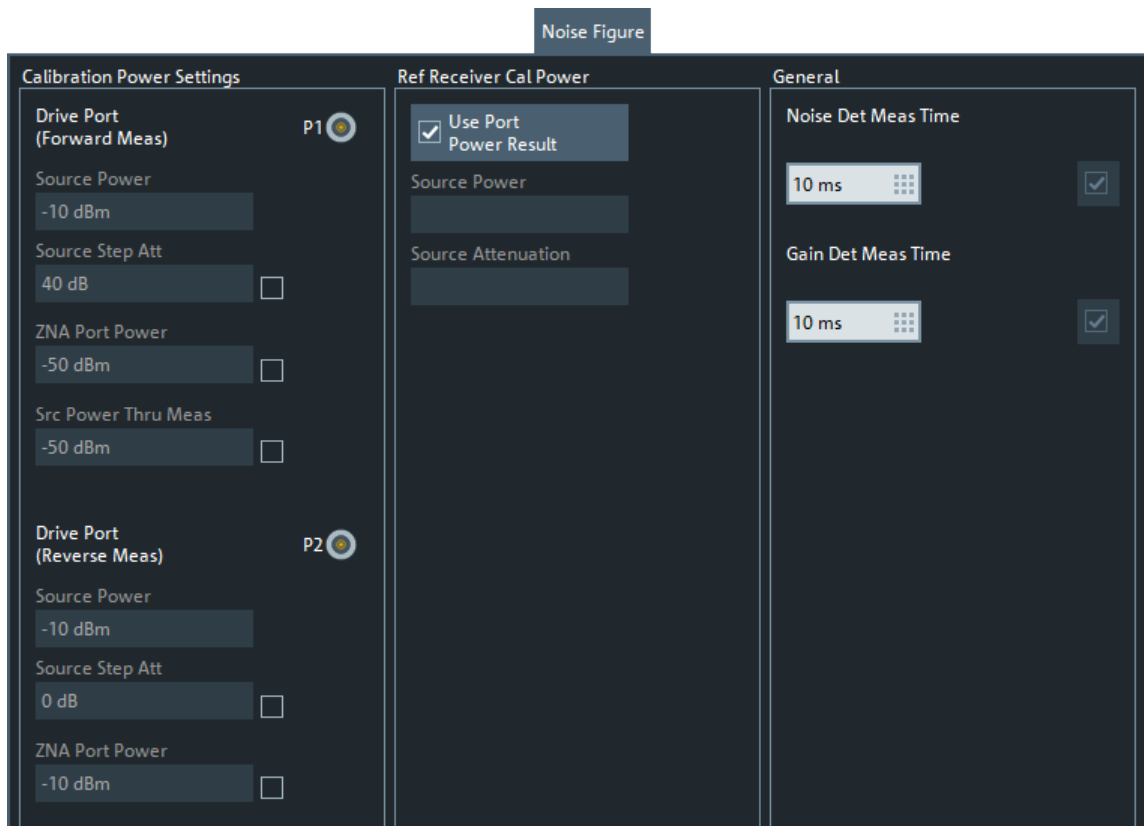 Noise Figure
Calibration Power Settings
Drive Port
(Forward Meas)
P1
Source Power
-10 dBm
Source Step Att
40 dB
ZNA Port Power
-50 dBm
Src Power Thru Meas
-50 dBm
Drive Port
(Reverse Meas)
P2
Source Power
-10 dBm
Source Step Att
0 dB
ZNA Port Power
-10 dBm
Ref Receiver Cal Power
Use Port
Power Result
Source Power
Source Attenuation
General
Noise Det Meas Time
10 ms
Gain Det Meas Time
10 ms